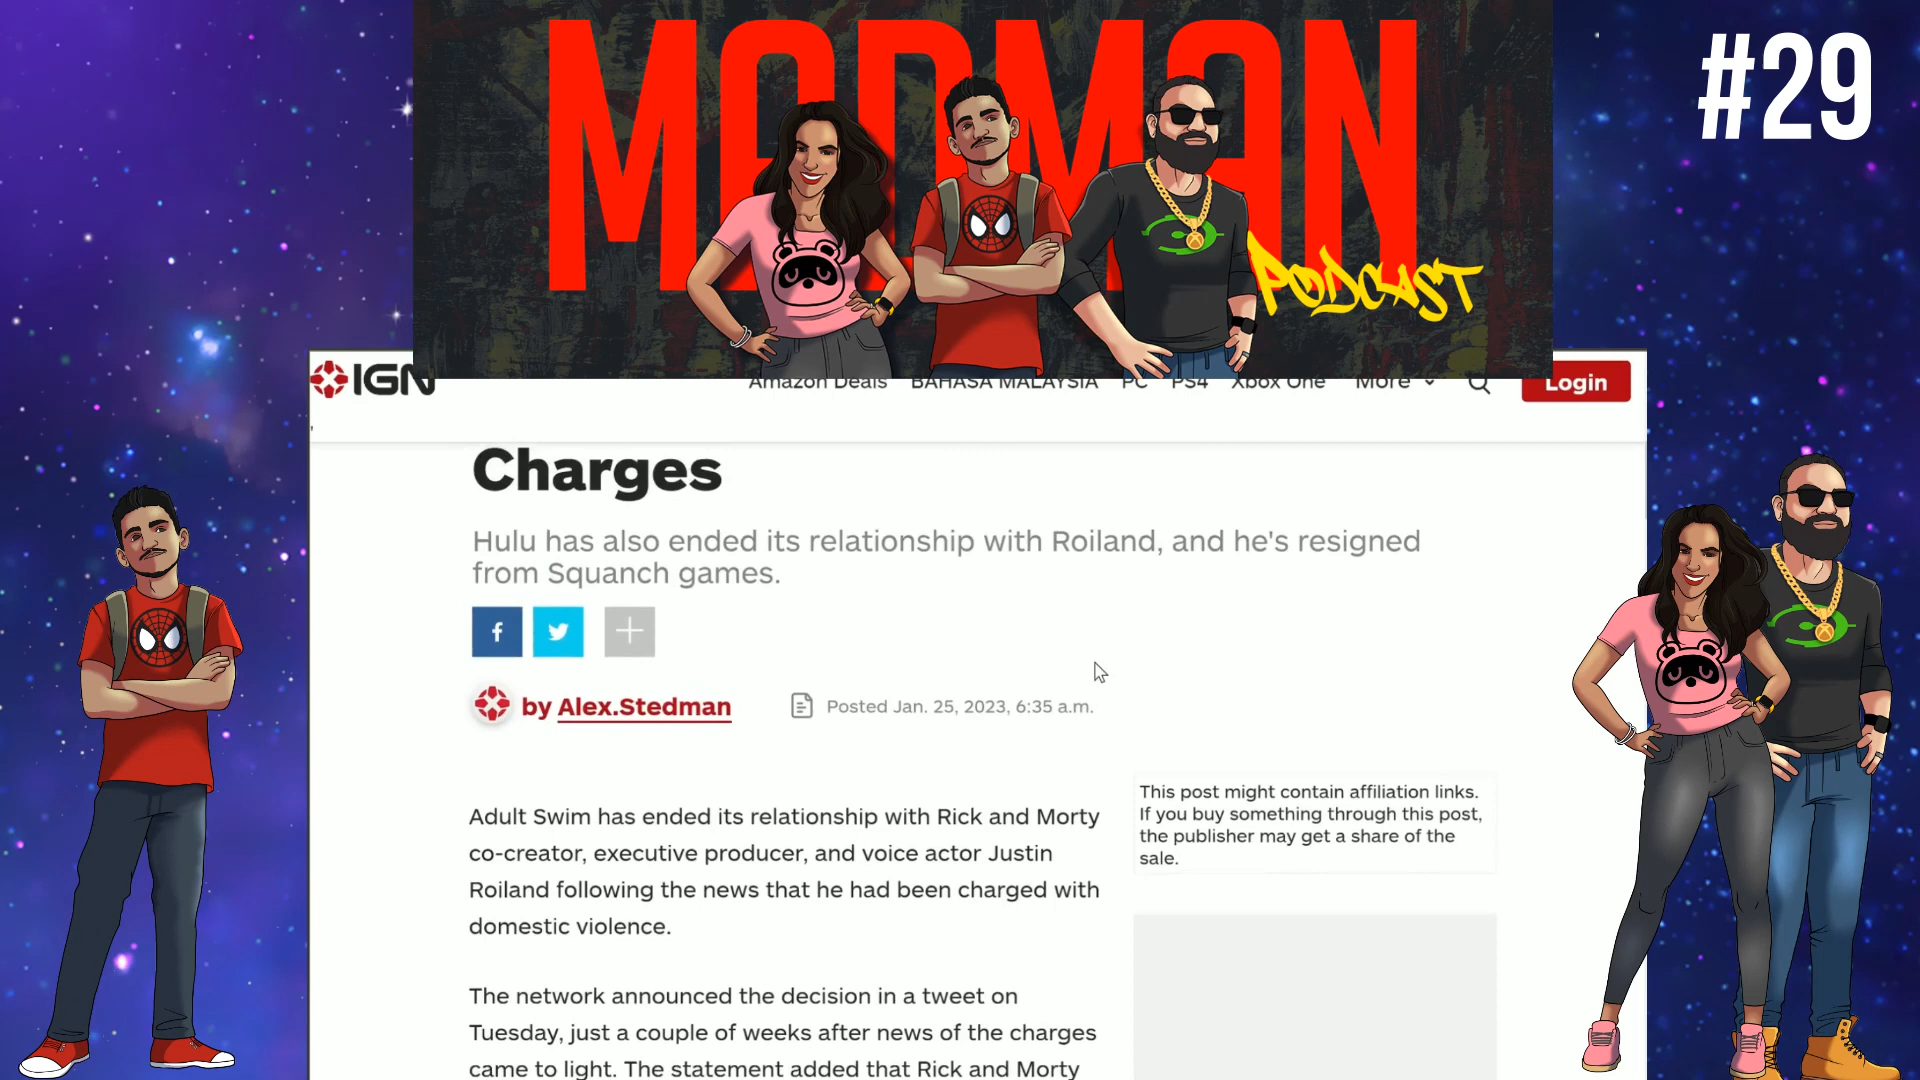 MADMAN
PODCAST
#29
IGN
Amazon Deals BAHASA MALAYSIA PC PS4 Xbox One More
Login
Charges
Hulu has also ended its relationship with Roiland, and he's resigned
from Squanch games.
by Alex.Stedman
Posted Jan. 25, 2023, 6:35 a.m.
Adult Swim has ended its relationship with Rick and Morty
co-creator, executive producer, and voice actor Justin
Roiland following the news that he had been charged with
domestic violence.
The network announced the decision in a tweet on
Tuesday, just a couple of weeks after news of the charges
came to light. The statement added that Rick and Morty
This post might contain affiliation links.
If you buy something through this post,
the publisher may get a share of the
sale.